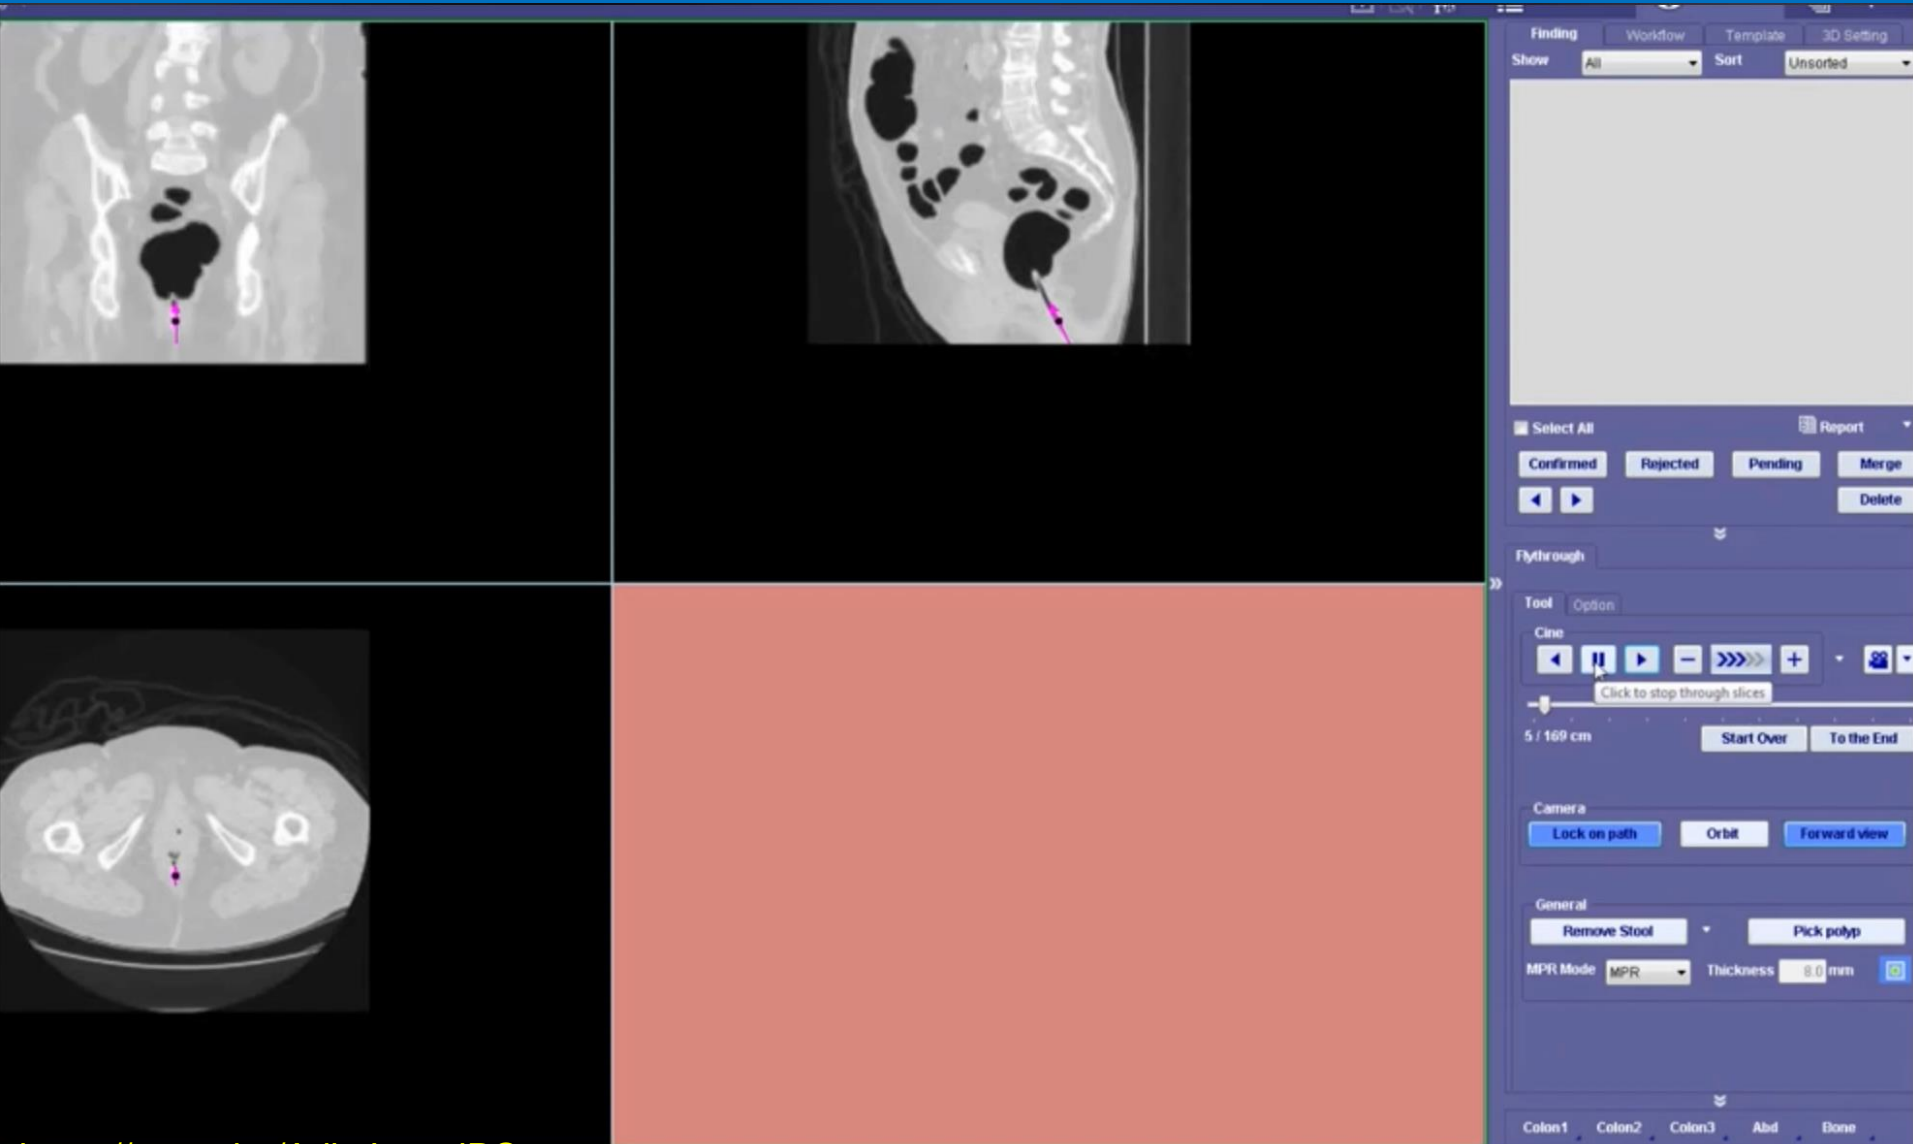 Finding Workflow Template 3D Setting
Show All Sort Unsorted
Select All Report
Confirmed Rejected Pending Merge
Delete
Flythrough
Tool Option
Cine
Click to stop through slices
5 / 169 cm Start Over To the End
Camera
Lock on path Orbit Forward view
General
Remove Stool Pick polyp
MPR Mode MPR Thickness 8.0 mm
Colon1 Colon2 Colon3 Abd Bone